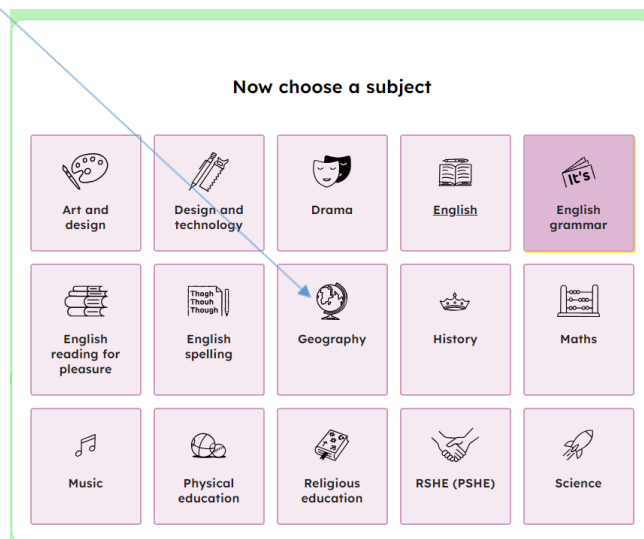 Now choose a subject
Art and
design
Design and
technology
Drama
English
It's
English
grammar
English
reading for
pleasure
Thogh
Thouh
Though
English
spelling
Geography
History
Maths
Music
Physical
education
Religious
education
RSHE (PSHE)
Science